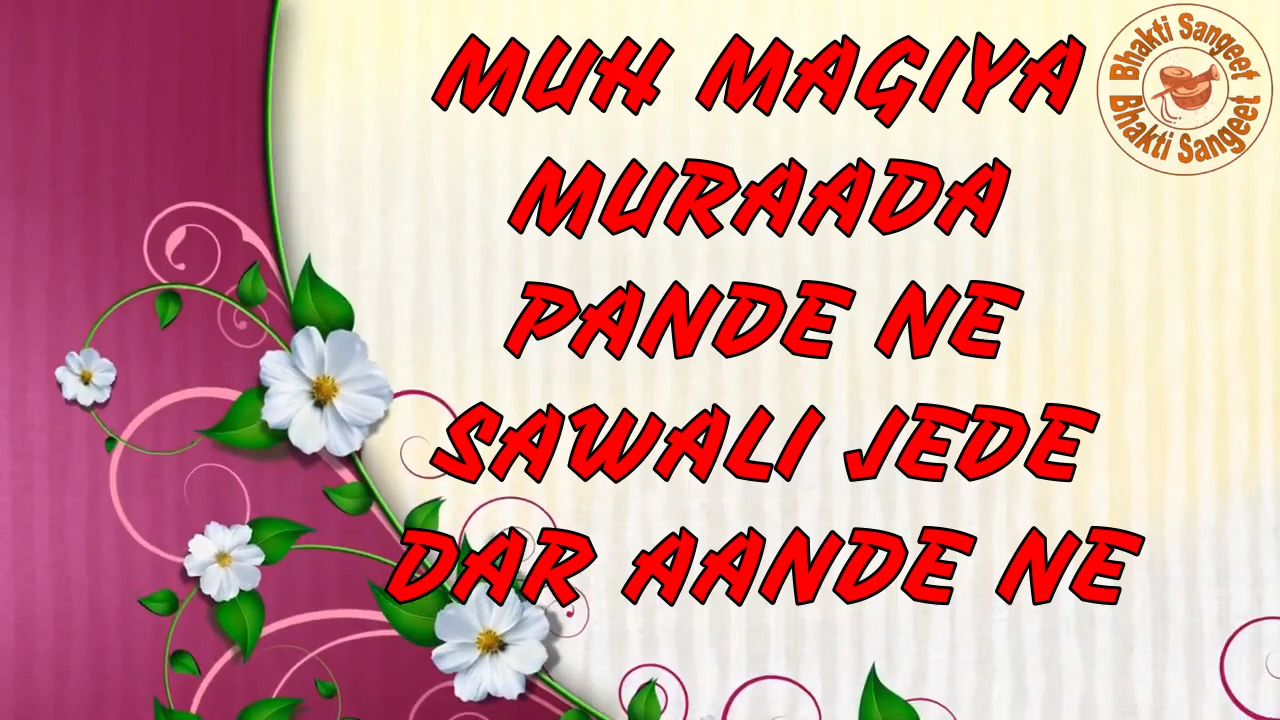 MUH MAGIYA
MURAADA
PANDE NE
SAWALI JEDE
DAR AANDE NE
Bhakti Sangeet
Bhakti Sangeet